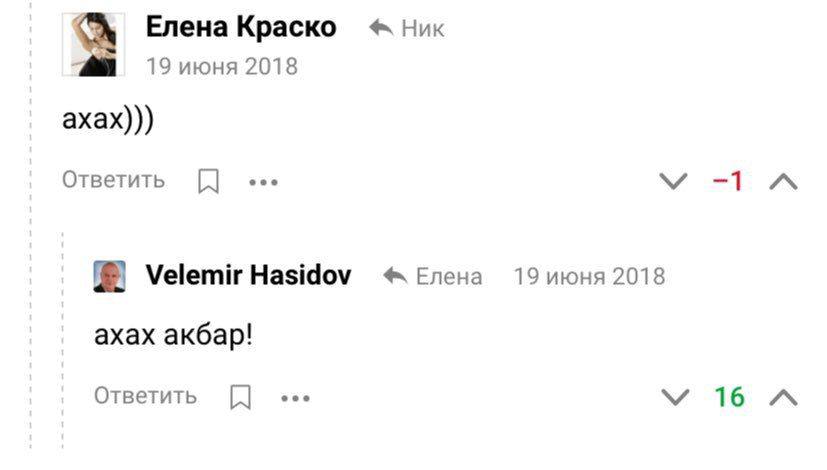 Елена Краско Ник
19 июня 2018
ахах)))
Ответить –1
Velemir Hasidov Елена 19 июня 2018
ахах акбар!
Ответить 16